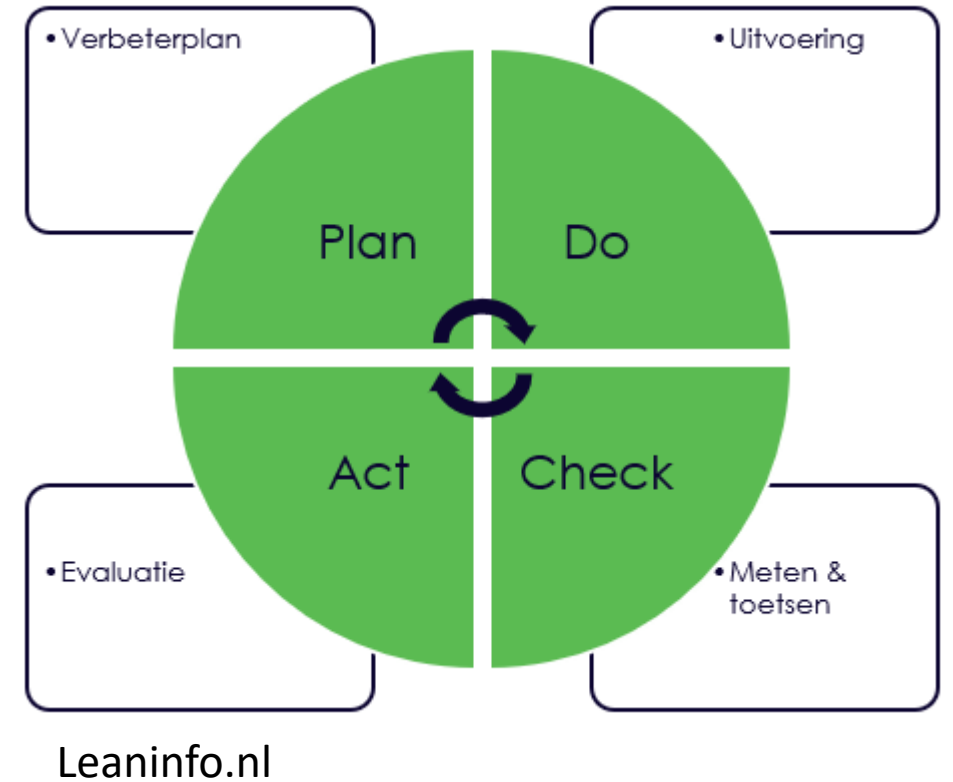 •Verbeterplan
•Uitvoering
Plan
Do
Act
Check
•Evaluatie
•Meten &
toetsen
Leaninfo.nl